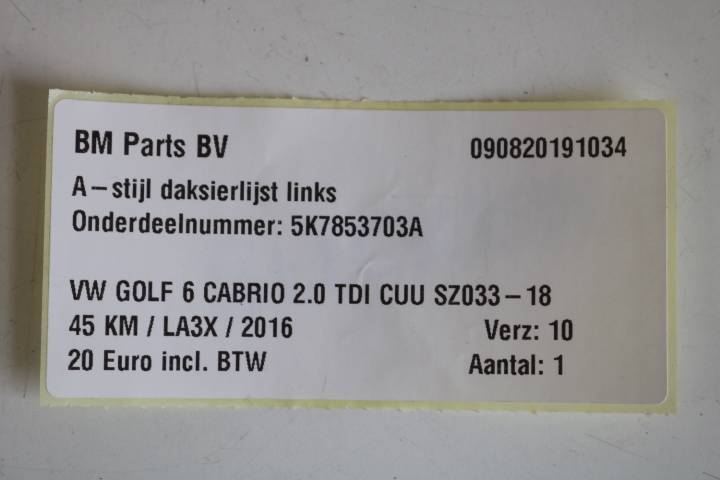 BM Parts BV 090820191034
A-stijl daksierlijst links
Onderdeelnummer: 5K7853703A
VW GOLF 6 CABRIO 2.0 TDI CUU SZ033-18
45 KM / LA3X / 2016 Verz: 10
20 Euro incl. BTW Aantal: 1